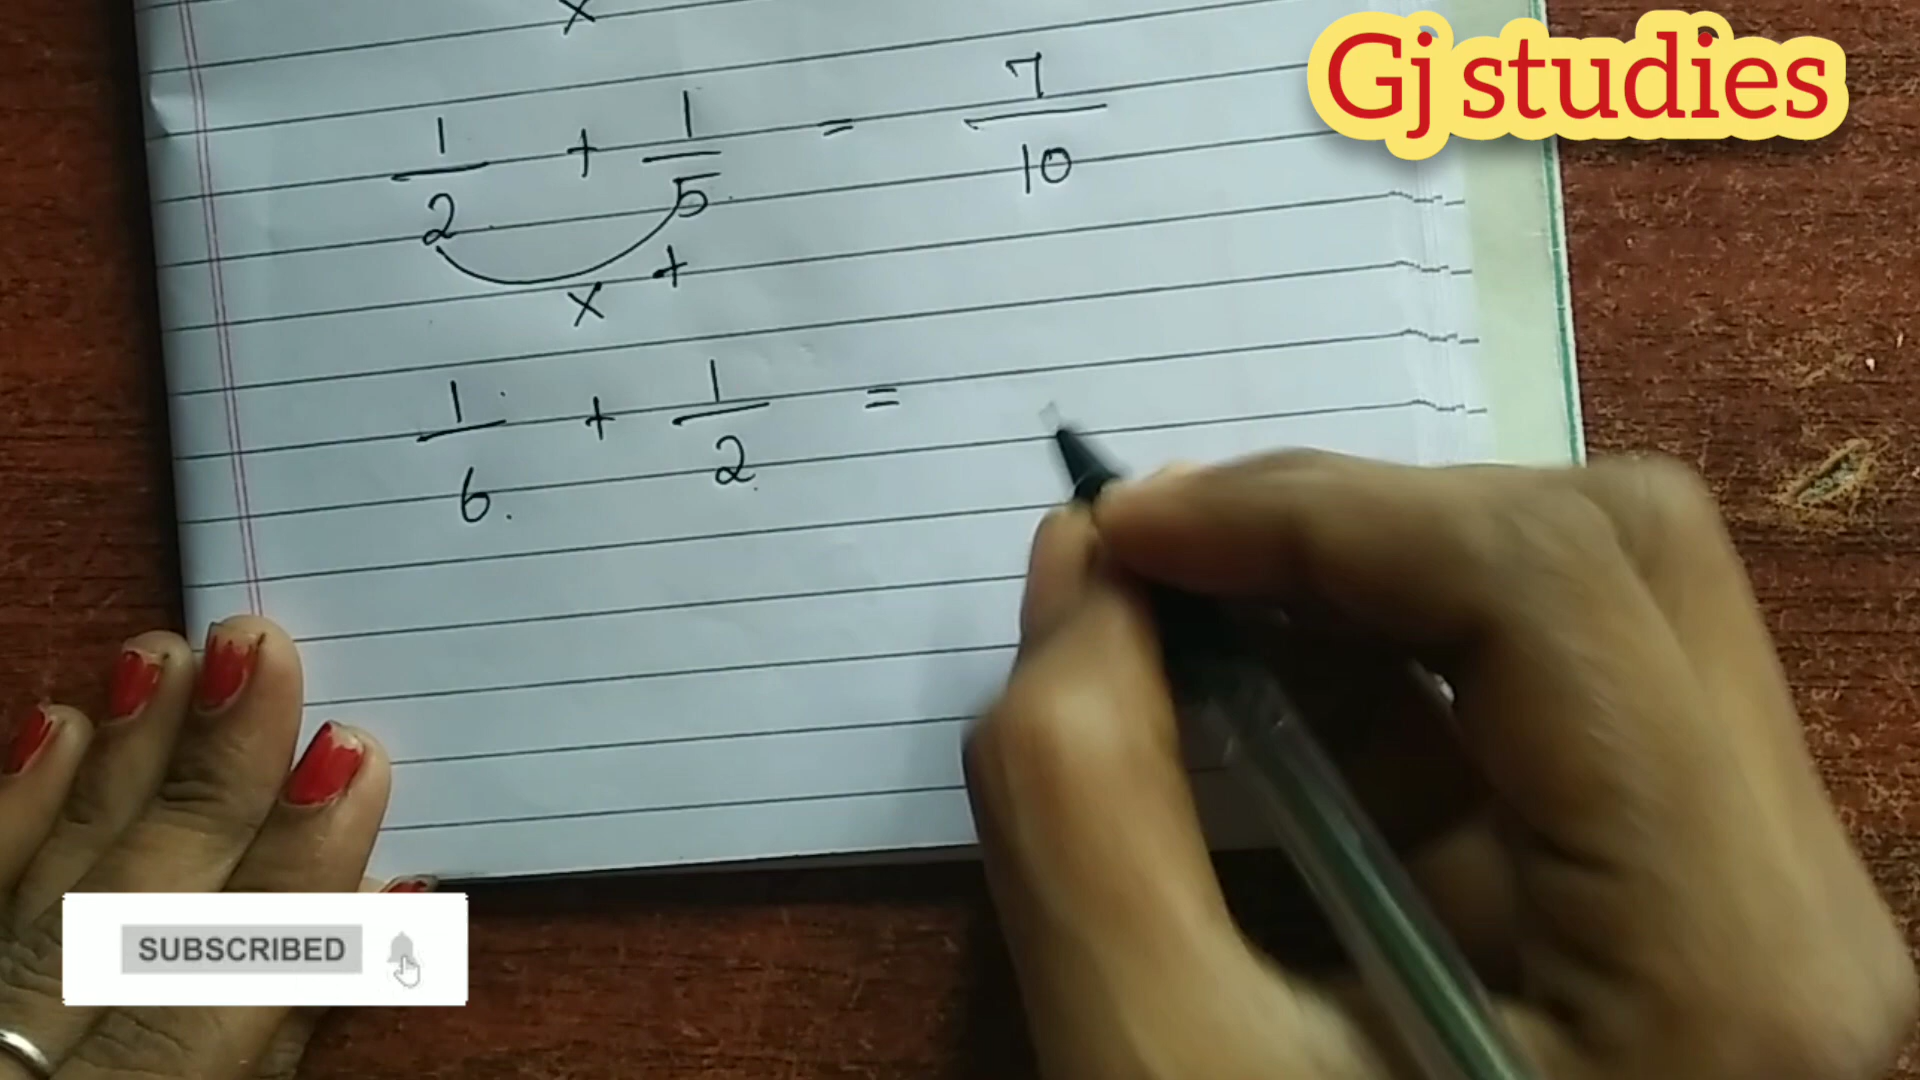 Gj studies
x
1/2 + 1/5 = 7/10
x +
1/6 + 1/2 =
SUBSCRIBED